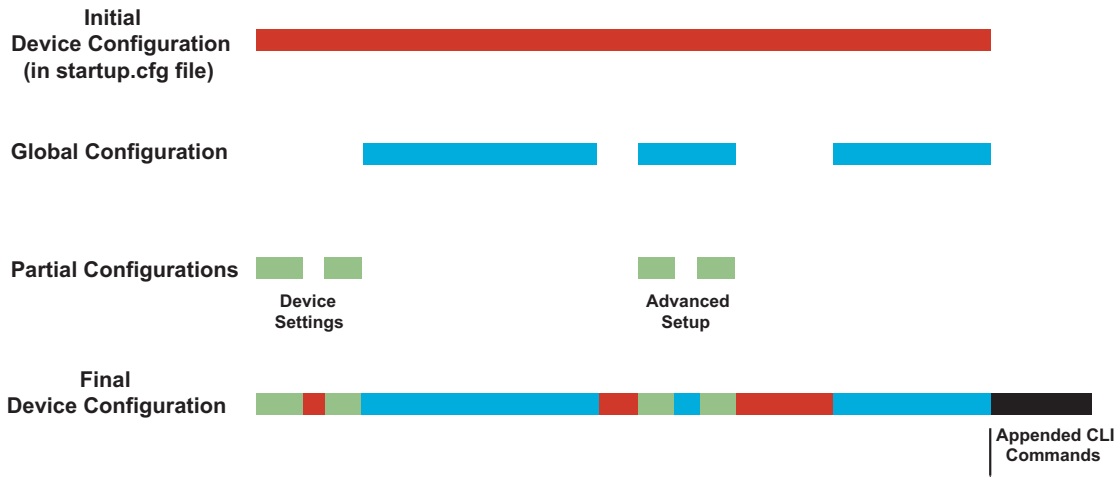 Initial
Device Configuration
(in startup.cfg file)
Global Configuration
Partial Configurations
Device
Settings
Advanced
Setup
Final
Device Configuration
Appended CLI
Commands